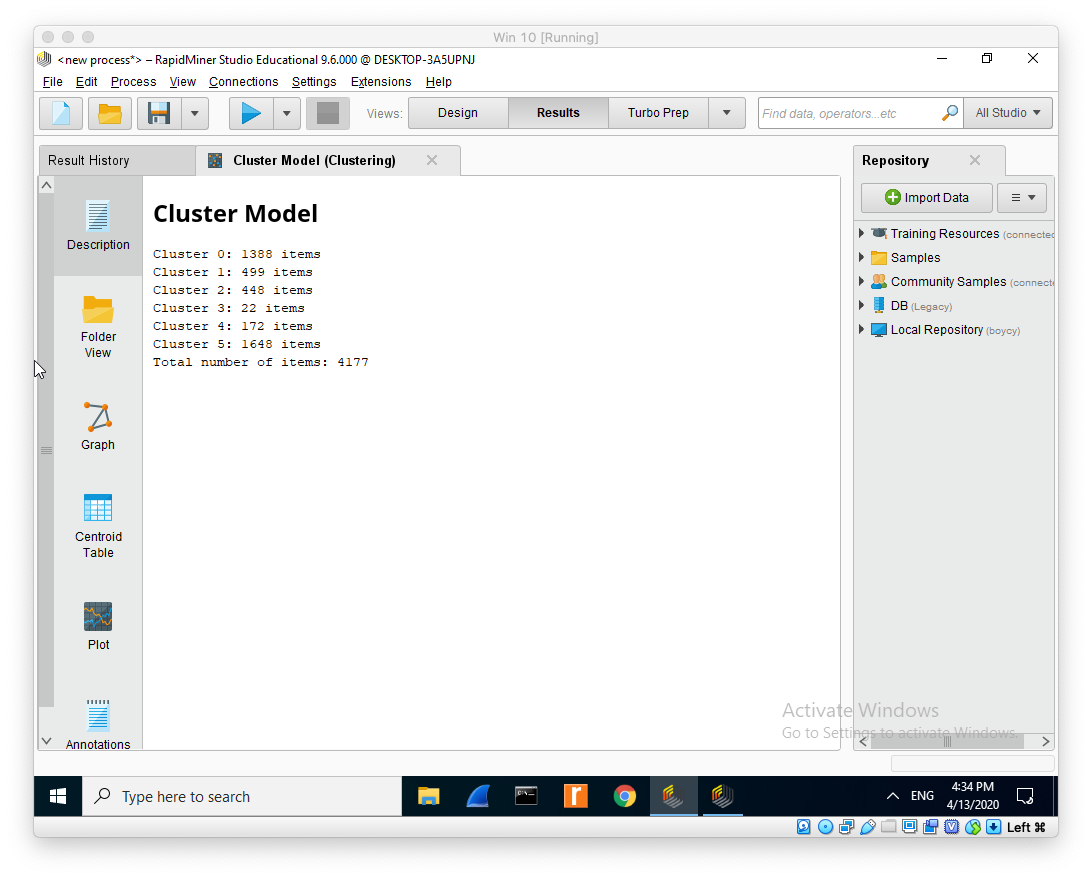 Win 10 [Running]
<new process*> – RapidMiner Studio Educational 9.6.000 @ DESKTOP-3A5UPNJ
File Edit Process View Connections Settings Extensions Help
Views: Design Results Turbo Prep Find data, operators...etc All Studio
Result History Cluster Model (Clustering) Repository
Import Data
Description
Cluster Model
Cluster 0: 1388 items
Cluster 1: 499 items
Cluster 2: 448 items
Cluster 3: 22 items
Cluster 4: 172 items
Cluster 5: 1648 items
Total number of items: 4177
Folder
View
Graph
Centroid
Table
Plot
Annotations
Training Resources (connected
Samples
Community Samples (connecte
DB (Legacy)
Local Repository (boycy)
Activate Windows
Go to Settings to activate Windows.
Type here to search
ENG
4:34 PM
4/13/2020
Left ⌘